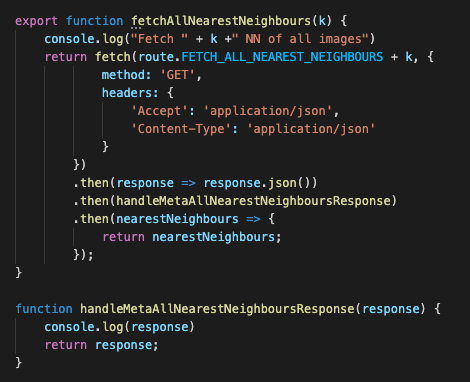 export function fetchAllNearestNeighbours(k) {
    console.log("Fetch " + k +" NN of all images")
    return fetch(route.FETCH_ALL_NEAREST_NEIGHBOURS + k, {
            method: 'GET',
            headers: {
                'Accept': 'application/json',
                'Content-Type': 'application/json'
            }
        })
        .then(response => response.json())
        .then(handleMetaAllNearestNeighboursResponse)
        .then(nearestNeighbours => {
            return nearestNeighbours;
        });
}

function handleMetaAllNearestNeighboursResponse(response) {
    console.log(response)
    return response;
}